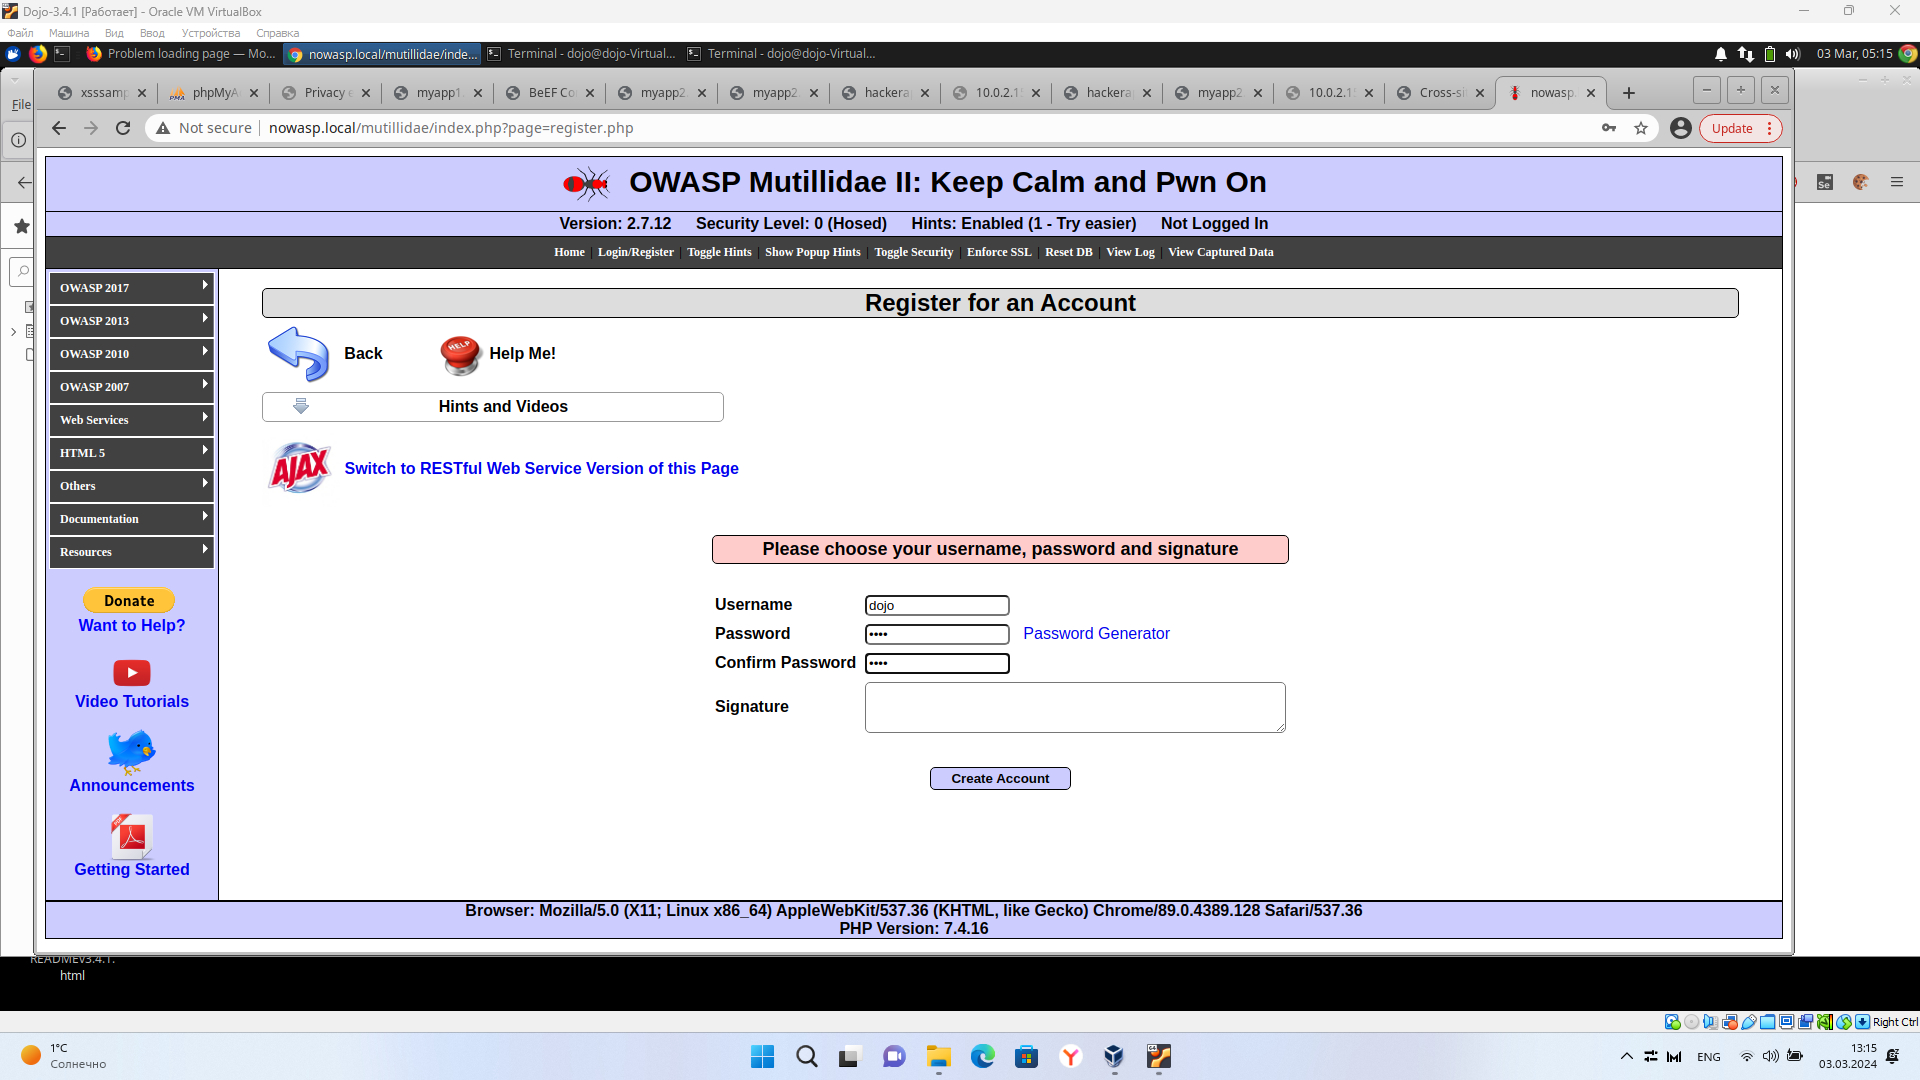 Dojo-3.4.1 [Работает] - Oracle VM VirtualBox
Файл Машина Вид Ввод Устройства Справка
Problem loading page — Mo... nowasp.local/mutillidae/inde... Terminal - dojo@dojo-Virtual... Terminal - dojo@dojo-Virtual... 03 Mar, 05:15
File
xsssamp phpMyA Privacy e myapp1. BeEF Co myapp2. myapp2. hackera 10.0.2.1 hackera myapp2 10.0.2.1 Cross-si nowasp.
Not secure nowasp.local/mutillidae/index.php?page=register.php Update
OWASP Mutillidae II: Keep Calm and Pwn On
Version: 2.7.12 Security Level: 0 (Hosed) Hints: Enabled (1 - Try easier) Not Logged In
Home | Login/Register | Toggle Hints | Show Popup Hints | Toggle Security | Enforce SSL | Reset DB | View Log | View Captured Data
OWASP 2017
OWASP 2013
OWASP 2010
OWASP 2007
Web Services
HTML 5
Others
Documentation
Resources
Donate
Want to Help?
Video Tutorials
Announcements
PDF
Getting Started
Register for an Account
Back
HELP
Help Me!
Hints and Videos
AJAX
Switch to RESTful Web Service Version of this Page
Please choose your username, password and signature
Username dojo
Password •••• Password Generator
Confirm Password ••••
Signature
Create Account
Browser: Mozilla/5.0 (X11; Linux x86_64) AppleWebKit/537.36 (KHTML, like Gecko) Chrome/89.0.4389.128 Safari/537.36
PHP Version: 7.4.16
READMEv3.4.1.
html
Right Ctrl
1°C
Солнечно
ENG
13:15
03.03.2024